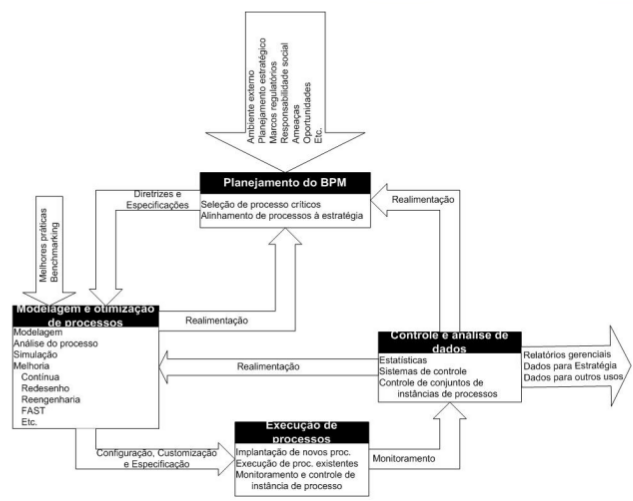 Ambiente externo
Planejamento estratégico
Marcos regulatórios
Responsabilidade social
Ameaças
Oportunidades
Etc.
Planejamento do BPM
Seleção de processo críticos
Alinhamento de processos à estratégia
Diretrizes e
Especificações
Realimentação
Melhores práticas
Benchmarking
Modelagem e otimização
de processos
Modelagem
Análise do processo
Simulação
Melhoria
Contínua
Redesenho
Reengenharia
FAST
Etc.
Realimentação
Realimentação
Controle e análise de
dados
Estatísticas
Sistemas de controle
Controle de conjuntos de
instâncias de processos
Relatórios gerenciais
Dados para Estratégia
Dados para outros usos
Configuração, Customização
e Especificação
Execução de
processos
Implantação de novos proc.
Execução de proc. existentes
Monitoramento e controle de
instância de processo
Monitoramento